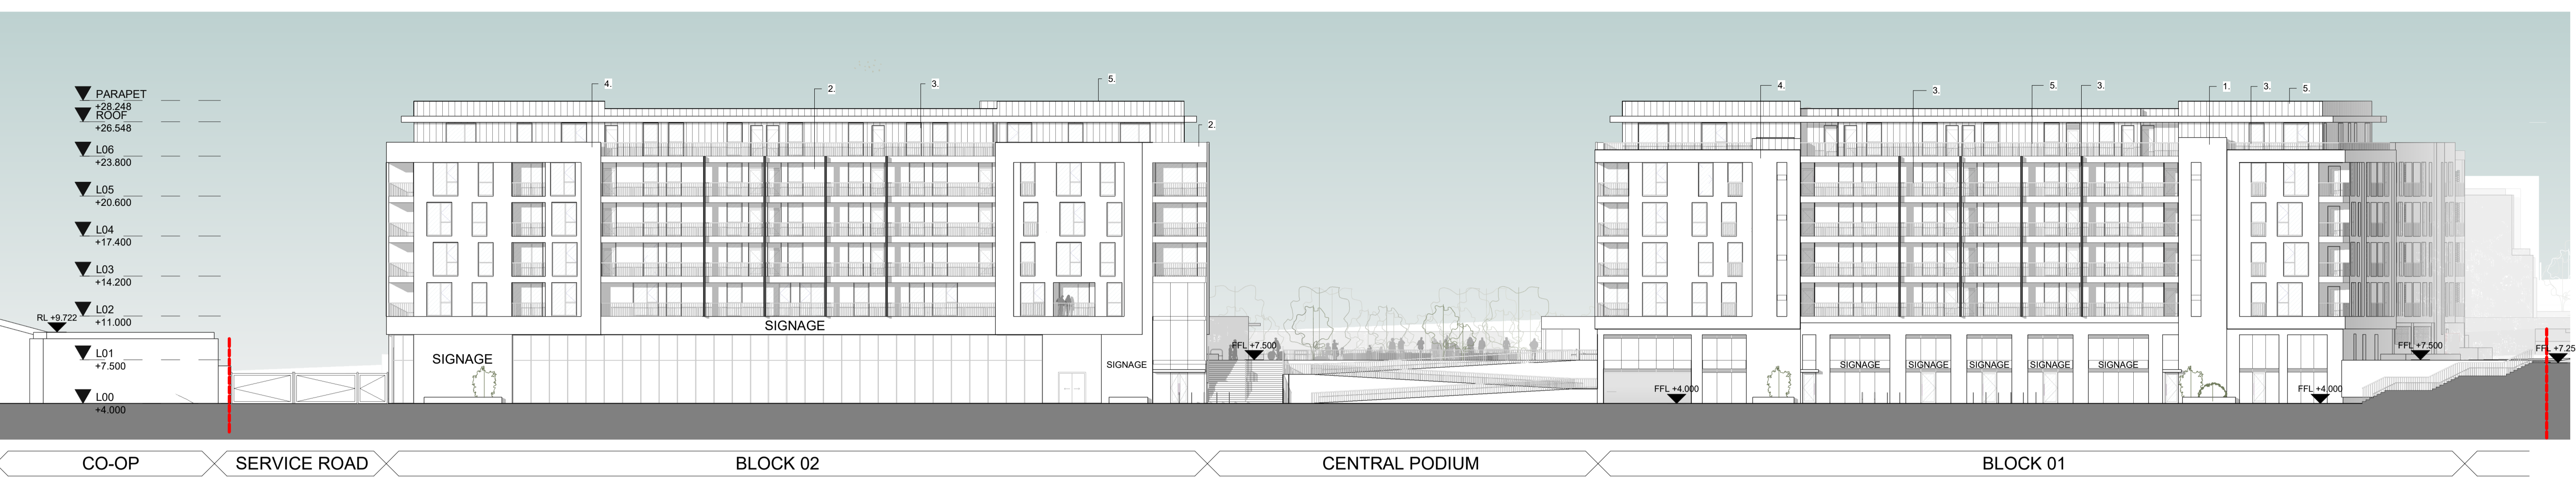 4.
2.
3.
5.
2.
4.
3.
5.
3.
1.
3.
5.
PARAPET
+28.248
ROOF
+26.548
L06
+23.800
L05
+20.600
L04
+17.400
L03
+14.200
L02
+11.000
RL +9.722
L01
+7.500
L00
+4.000
SIGNAGE
SIGNAGE
SIGNAGE
FFL +7.500
SIGNAGE
SIGNAGE
SIGNAGE
SIGNAGE
SIGNAGE
FFL +4.000
FFL +4.000
FFL +7.500
FFL +7.25
CO-OP
SERVICE ROAD
BLOCK 02
CENTRAL PODIUM
BLOCK 01